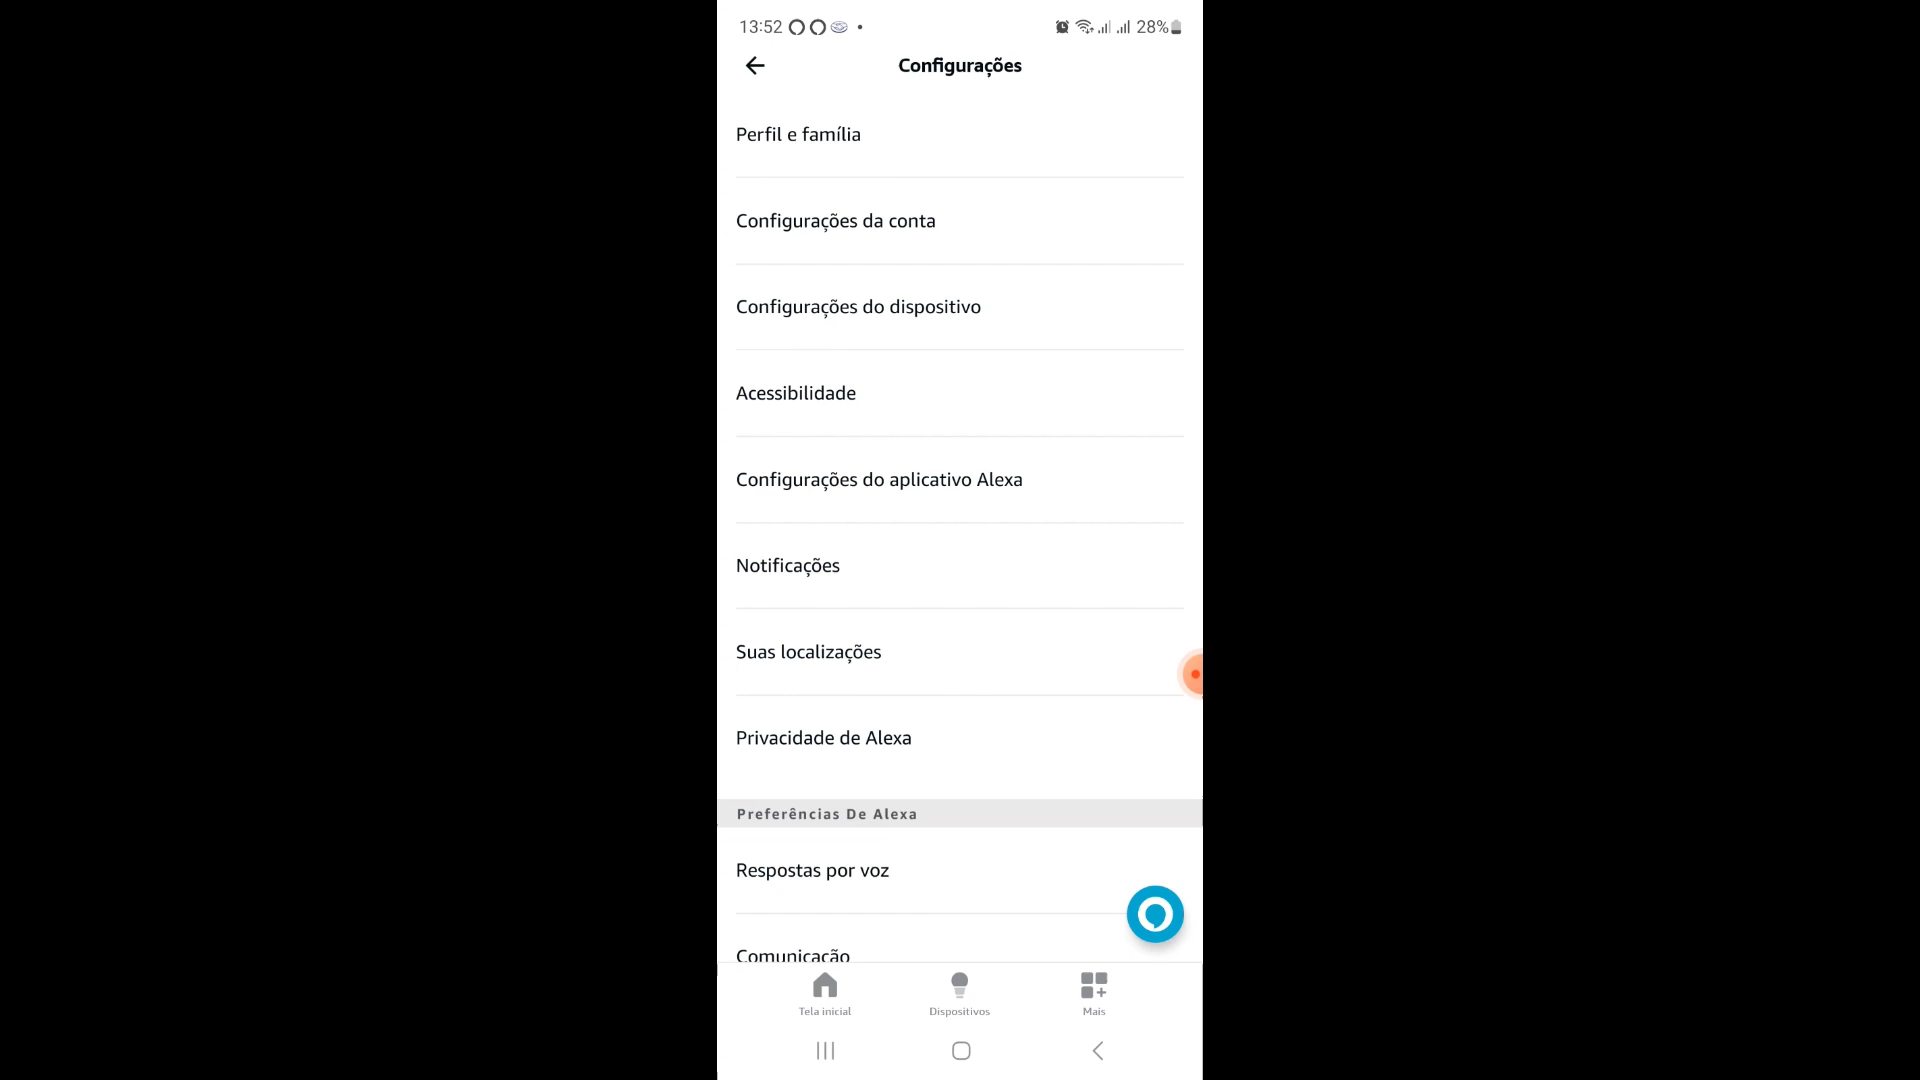 13:52 28%
Configurações
Perfil e família
Configurações da conta
Configurações do dispositivo
Acessibilidade
Configurações do aplicativo Alexa
Notificações
Suas localizações
Privacidade de Alexa
Preferências De Alexa
Respostas por voz
Comunicação
Tela inicial
Dispositivos
Mais